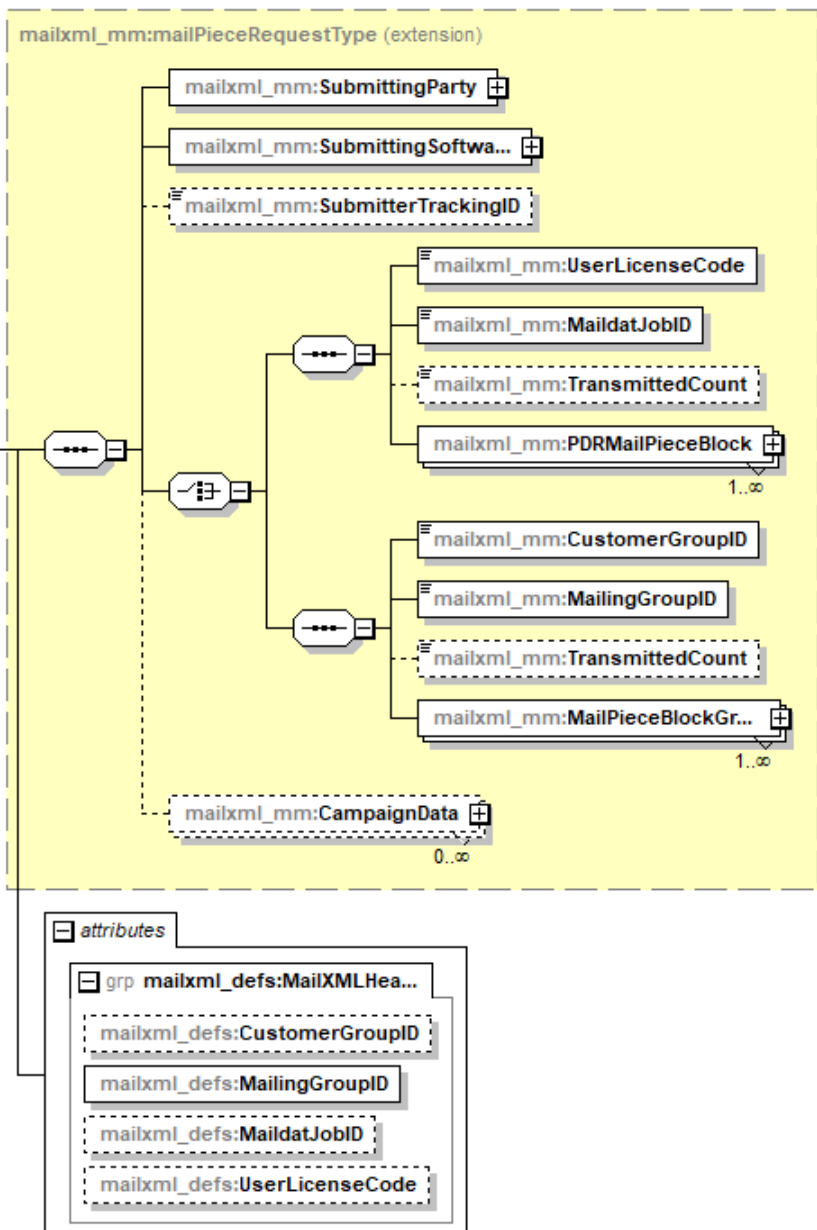 mailxml_mm:mailPieceRequestType (extension)
mailxml_mm:SubmittingParty
mailxml_mm:SubmittingSoftwa...
mailxml_mm:SubmitterTrackingID
mailxml_mm:UserLicenseCode
mailxml_mm:MaildatJobID
mailxml_mm:TransmittedCount
mailxml_mm:PDRMailPieceBlock
1..∞
mailxml_mm:CustomerGroupID
mailxml_mm:MailingGroupID
mailxml_mm:TransmittedCount
mailxml_mm:MailPieceBlockGr...
1..∞
mailxml_mm:CampaignData
0..∞
attributes
grp mailxml_defs:MailXMLHea...
mailxml_defs:CustomerGroupID
mailxml_defs:MailingGroupID
mailxml_defs:MaildatJobID
mailxml_defs:UserLicenseCode